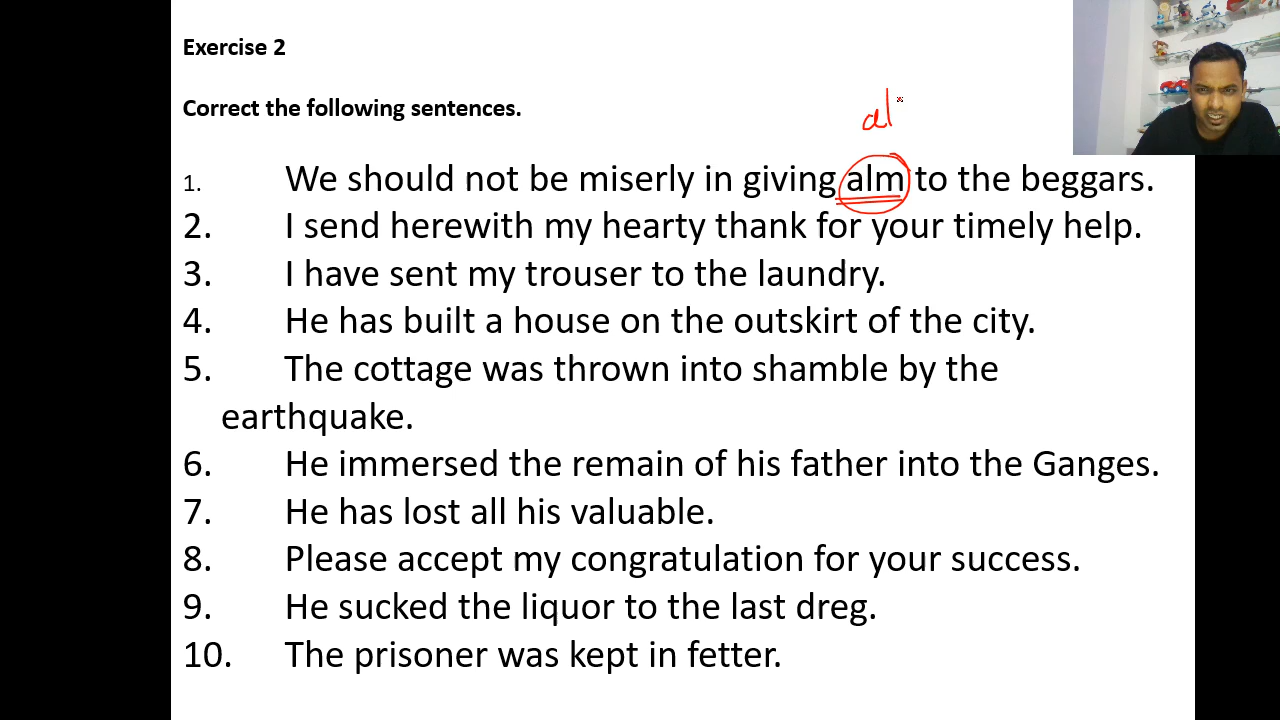 Exercise 2
Correct the following sentences.
al
1. We should not be miserly in giving alm to the beggars.
2. I send herewith my hearty thank for your timely help.
3. I have sent my trouser to the laundry.
4. He has built a house on the outskirt of the city.
5. The cottage was thrown into shamble by the
earthquake.
6. He immersed the remain of his father into the Ganges.
7. He has lost all his valuable.
8. Please accept my congratulation for your success.
9. He sucked the liquor to the last dreg.
10. The prisoner was kept in fetter.